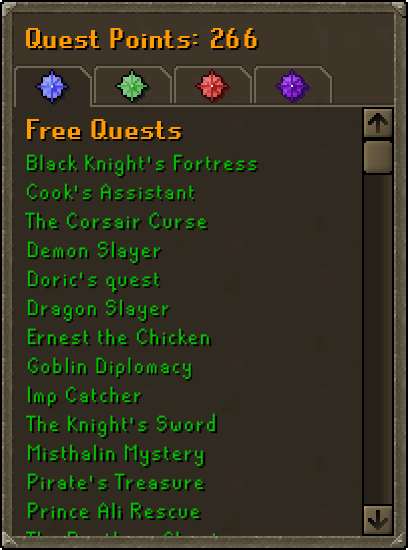 Quest Points: 266
Free Quests
Black Knight's Fortress
Cook's Assistant
The Corsair Curse
Demon Slayer
Doric's quest
Dragon Slayer
Ernest the Chicken
Goblin Diplomacy
Imp Catcher
The Knight's Sword
Misthalin Mystery
Pirate's Treasure
Prince Ali Rescue